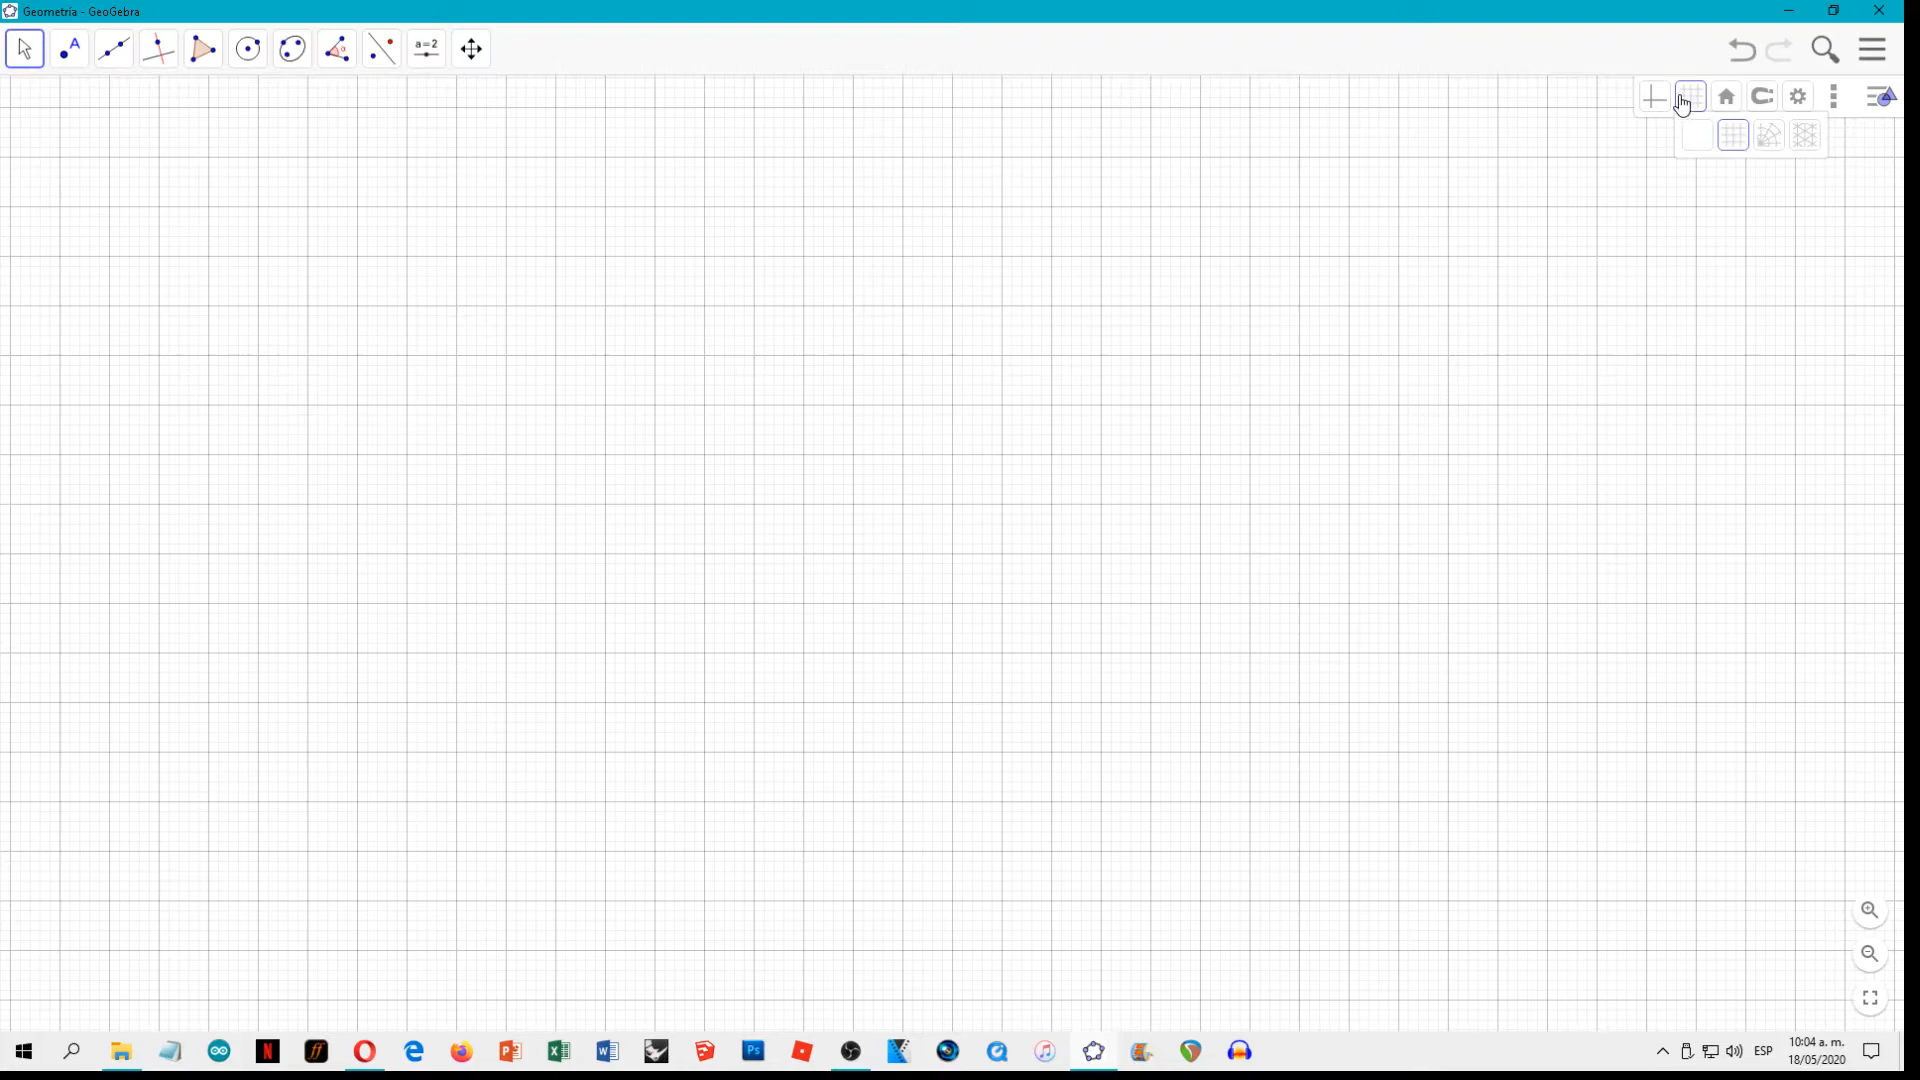 Geometría - GeoGebra
A
α
a=2
ESP
10:04 a. m.
18/05/2020